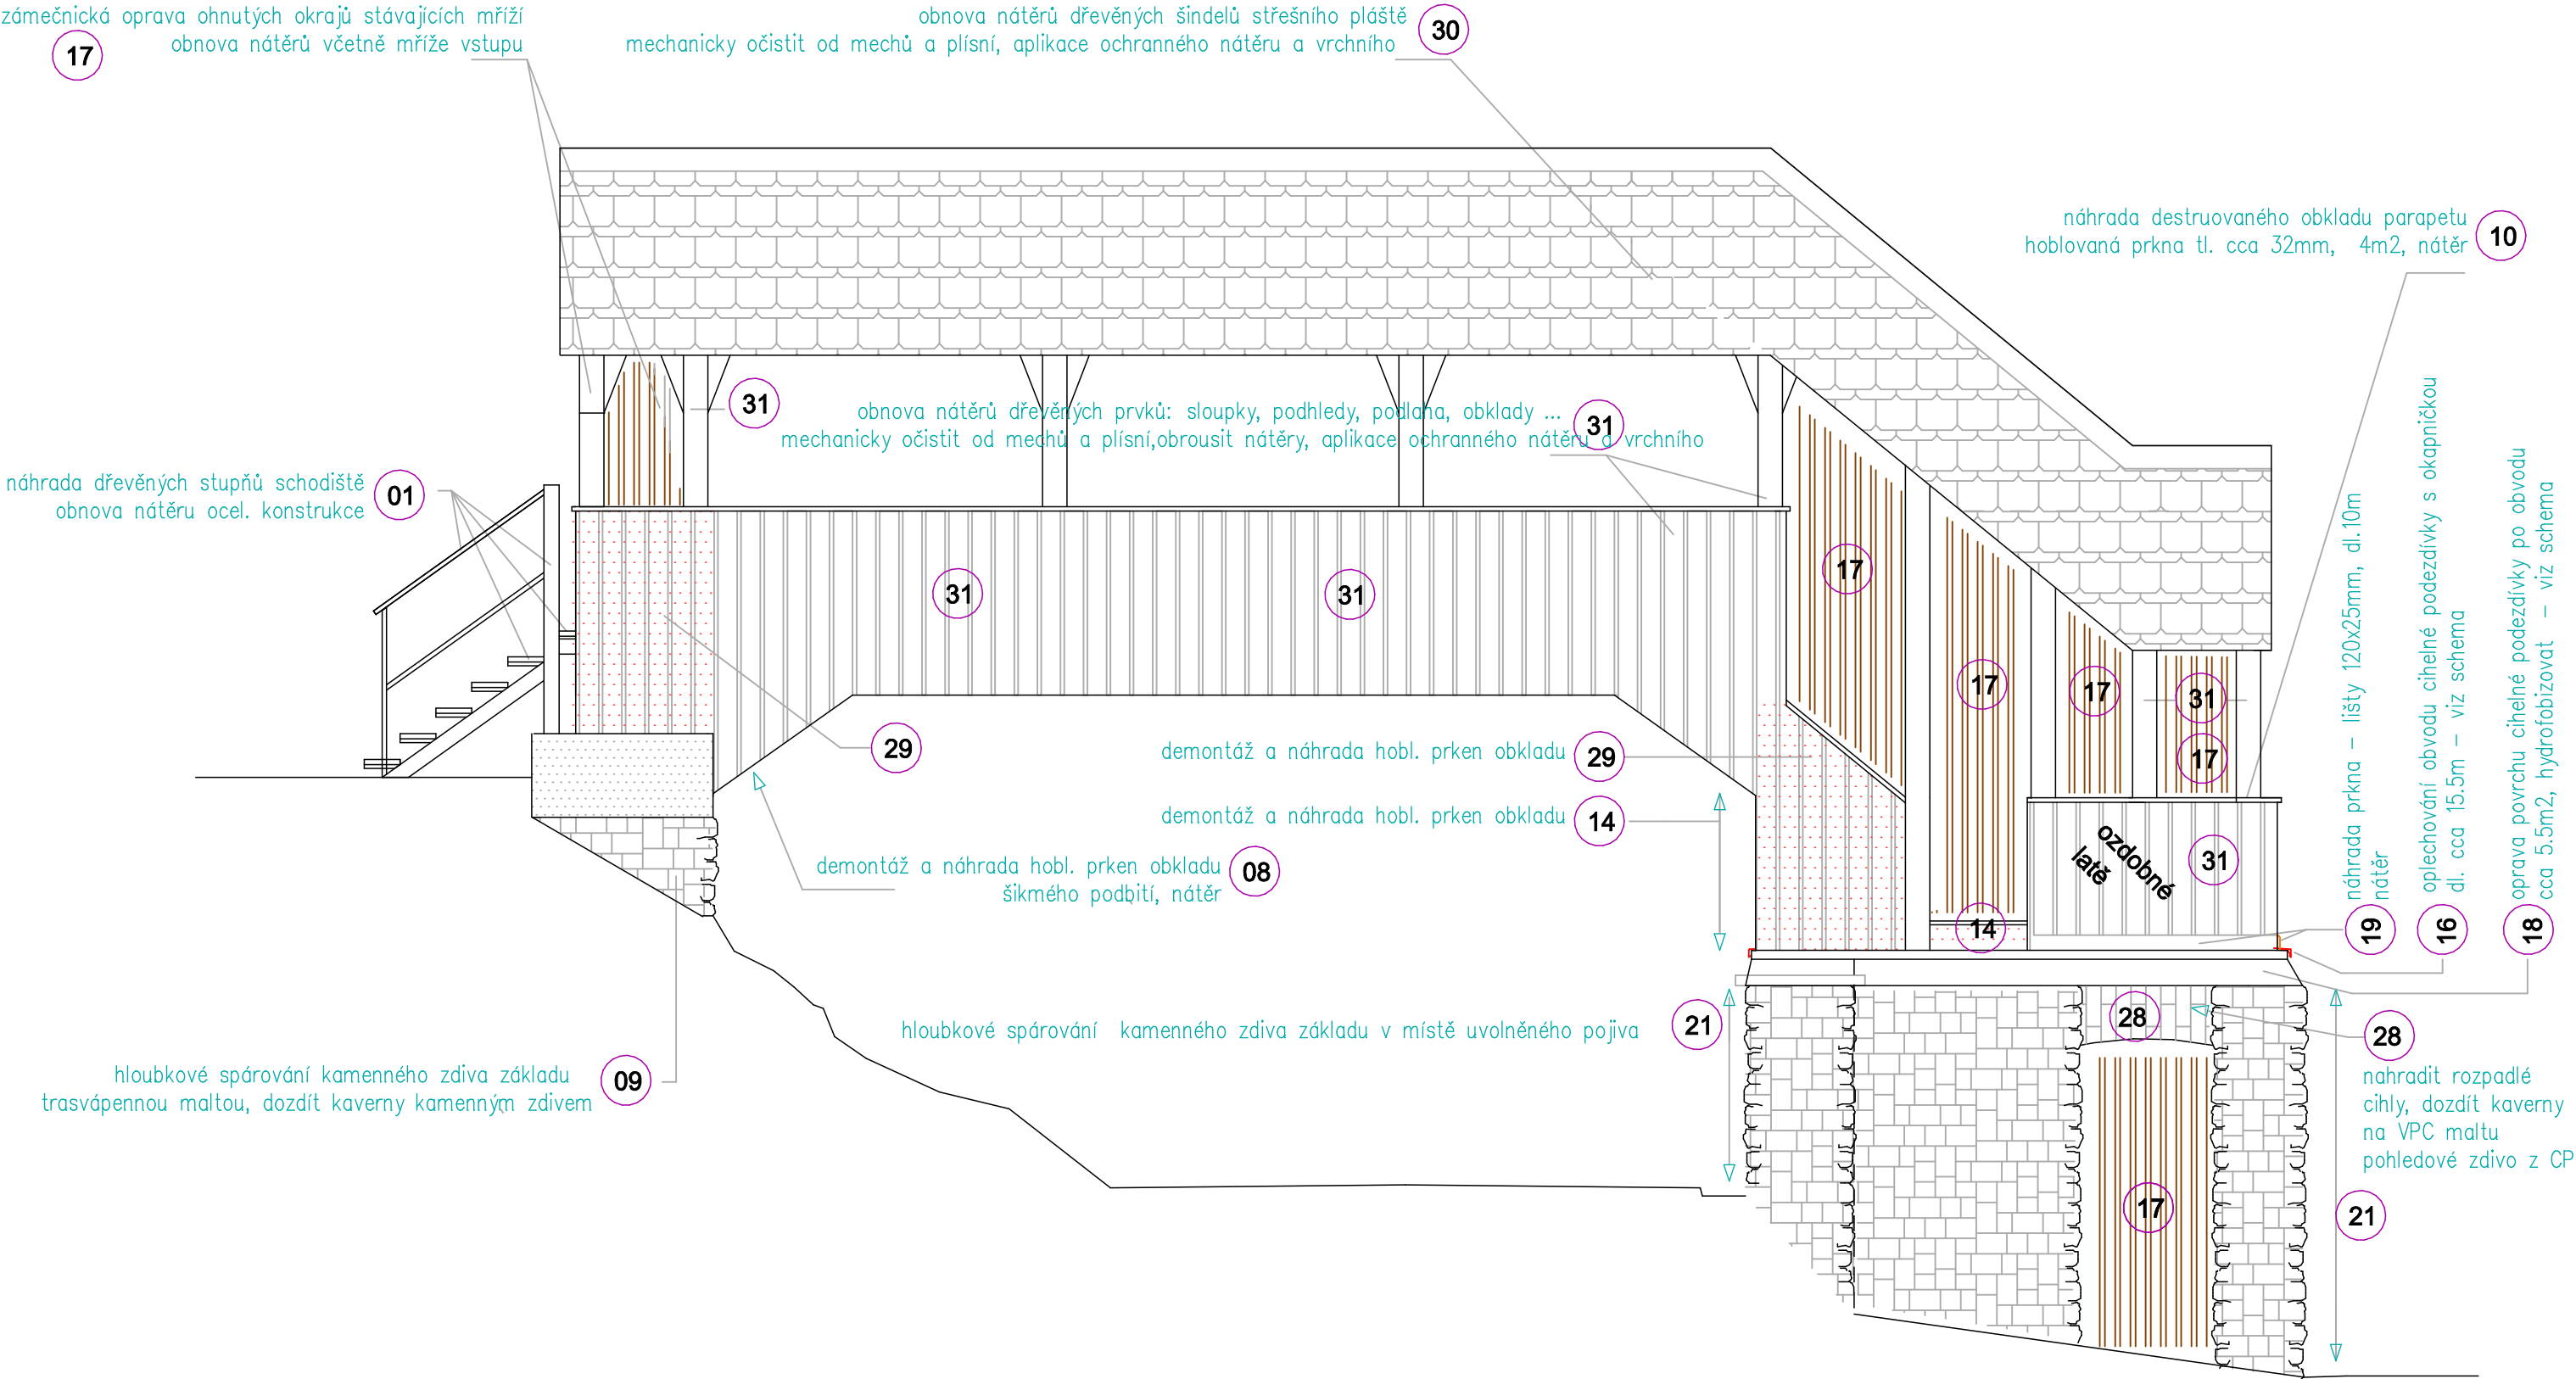 zámečnická oprava ohnutých okrajů stávajících mříží
obnova nátěrů včetně mříže vstupu
17
obnova nátěrů dřevěných šindelů střešního pláště
mechanicky očistit od mechů a plísní, aplikace ochranného nátěru a vrchního
30
náhrada destruovaného obkladu parapetu
hoblovaná prkna tl. cca 32mm, 4m2, nátěr
10
31
obnova nátěrů dřevěných prvků: sloupky, podhledy, podlaha, obklady ...
mechanicky očistit od mechů a plísní,obrousit nátěry, aplikace ochranného nátěru a vrchního
31
náhrada dřevěných stupňů schodiště
obnova nátěru ocel. konstrukce
01
31
31
17
17
17
31
17
29
demontáž a náhrada hobl. prken obkladu
29
demontáž a náhrada hobl. prken obkladu
14
demontáž a náhrada hobl. prken obkladu
šikmého podbití, nátěr
08
ozdobné
latě
31
14
náhrada prkna - lišty 120x25mm, dl.10m
nátěr
19
oplechování obvodu cihelné podezdívky s okapničkou
dl. cca 15.5m - viz schema
16
oprava povrchu cihelné podezdívky po obvodu
cca 5.5m2, hydrofobizovat - viz schema
18
hloubkové spárování kamenného zdiva základu v místě uvolněného pojiva
21
28
28
nahradit rozpadlé
cihly, dozdít kaverny
na VPC maltu
pohledové zdivo z CP
hloubkové spárování kamenného zdiva základu
trasvápennou maltou, dozdít kaverny kamenným zdivem
09
17
21